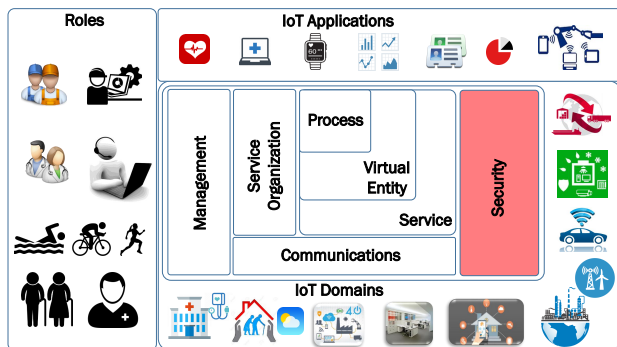 Roles
IoT Applications
Management
Service
Organization
Process
Virtual
Entity
Service
Security
Communications
IoT Domains